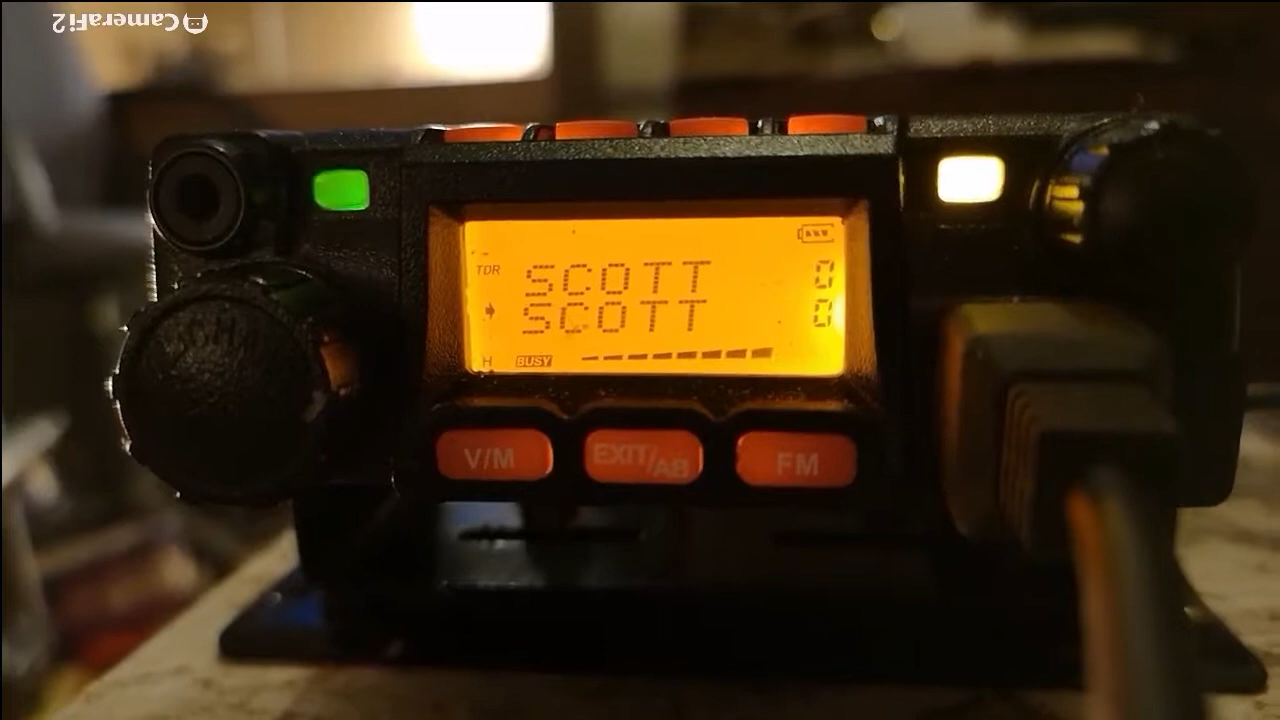 CameraFi2
TDR SCOTT 0
SCOTT 0
H BUSY
V/M EXIT/AB FM